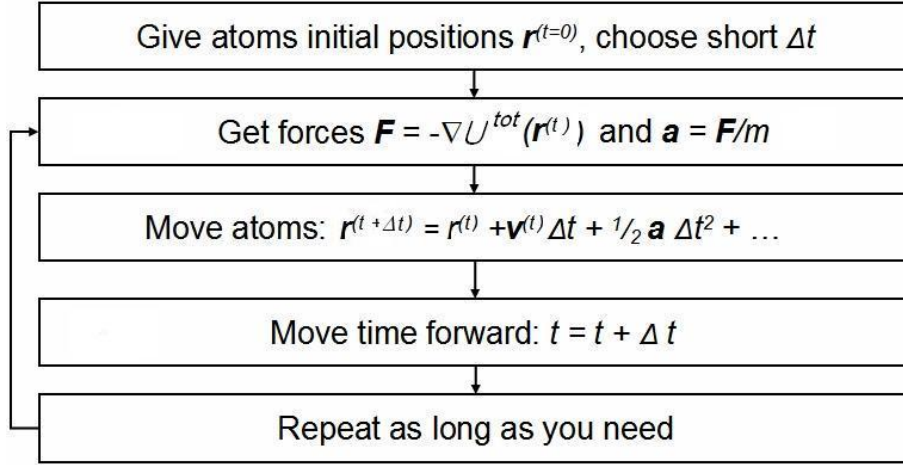 Give atoms initial positions r⁽ᵗ⁼⁰⁾, choose short Δt
Get forces F = -∇U ᵗᵒᵗ(r⁽ᵗ⁾) and a = F/m
Move atoms: r⁽ᵗ ⁺Δᵗ⁾ = r⁽ᵗ⁾ +v⁽ᵗ⁾ Δt + ¹/₂ a Δt² + …
Move time forward: t = t + Δ t
Repeat as long as you need